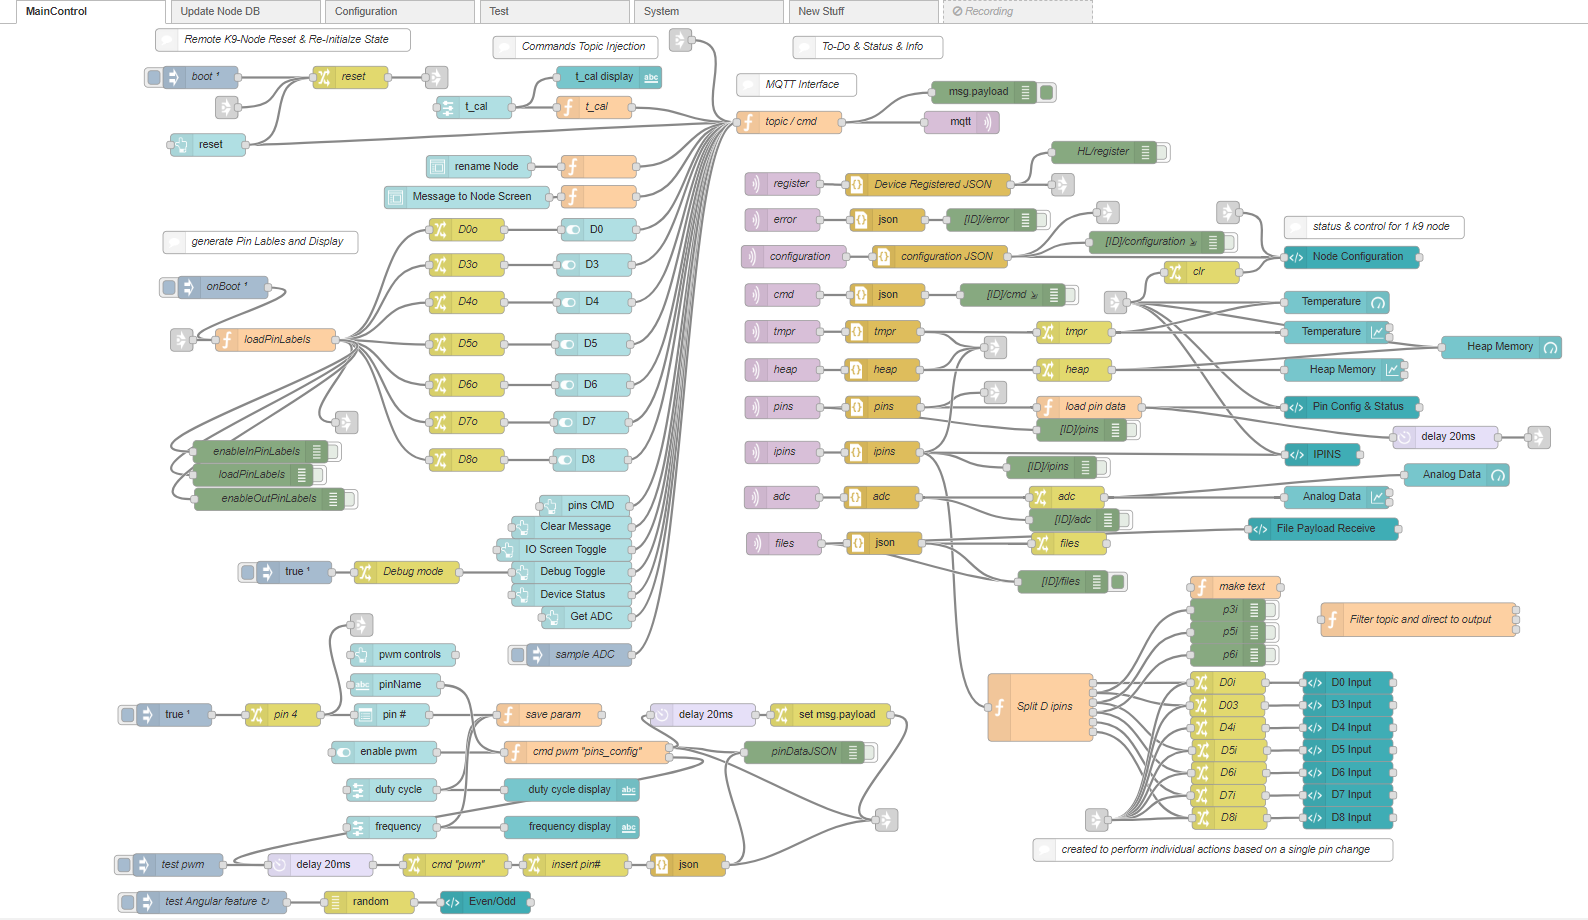 MainControl
Update Node DB
Configuration
Test
System
New Stuff
Recording
Remote K9-Node Reset & Re-Initialze State
Commands Topic Injection
To-Do & Status & Info
boot ¹
reset
t_cal display
abc
MQTT Interface
msg.payload
t_cal
t_cal
topic / cmd
mqtt
reset
HL/register
rename Node
register
Device Registered JSON
Message to Node Screen
error
json
[ID]//error
status & control for 1 k9 node
D0o
D0
generate Pin Lables and Display
[ID]/configuration
configuration
configuration JSON
Node Configuration
D3o
D3
clr
onBoot ¹
cmd
json
[ID]/cmd
D4o
D4
Temperature
tmpr
tmpr
tmpr
Temperature
loadPinLabels
D5o
D5
Heap Memory
heap
heap
heap
Heap Memory
D6o
D6
pins
pins
load pin data
Pin Config & Status
D7o
D7
[ID]/pins
delay 20ms
enableInPinLabels
ipins
ipins
IPINS
D8o
D8
[ID]/ipins
loadPinLabels
Analog Data
enableOutPinLabels
adc
adc
adc
Analog Data
pins CMD
[ID]/adc
Clear Message
File Payload Receive
IO Screen Toggle
files
json
files
true ¹
Debug mode
Debug Toggle
[ID]/files
make text
Device Status
p3i
Get ADC
Filter topic and direct to output
p5i
pwm controls
sample ADC
p6i
abc
pinName
D0i
D0 Input
true ¹
pin 4
pin #
save param
delay 20ms
set msg.payload
Split D ipins
D03
D3 Input
D4i
D4 Input
enable pwm
cmd pwm "pins_config"
pinDataJSON
D5i
D5 Input
D6i
D6 Input
duty cycle
duty cycle display
abc
D7i
D7 Input
frequency
frequency display
abc
D8i
D8 Input
created to perform individual actions based on a single pin change
test pwm
delay 20ms
cmd "pwm"
insert pin#
json
test Angular feature ↻
random
Even/Odd